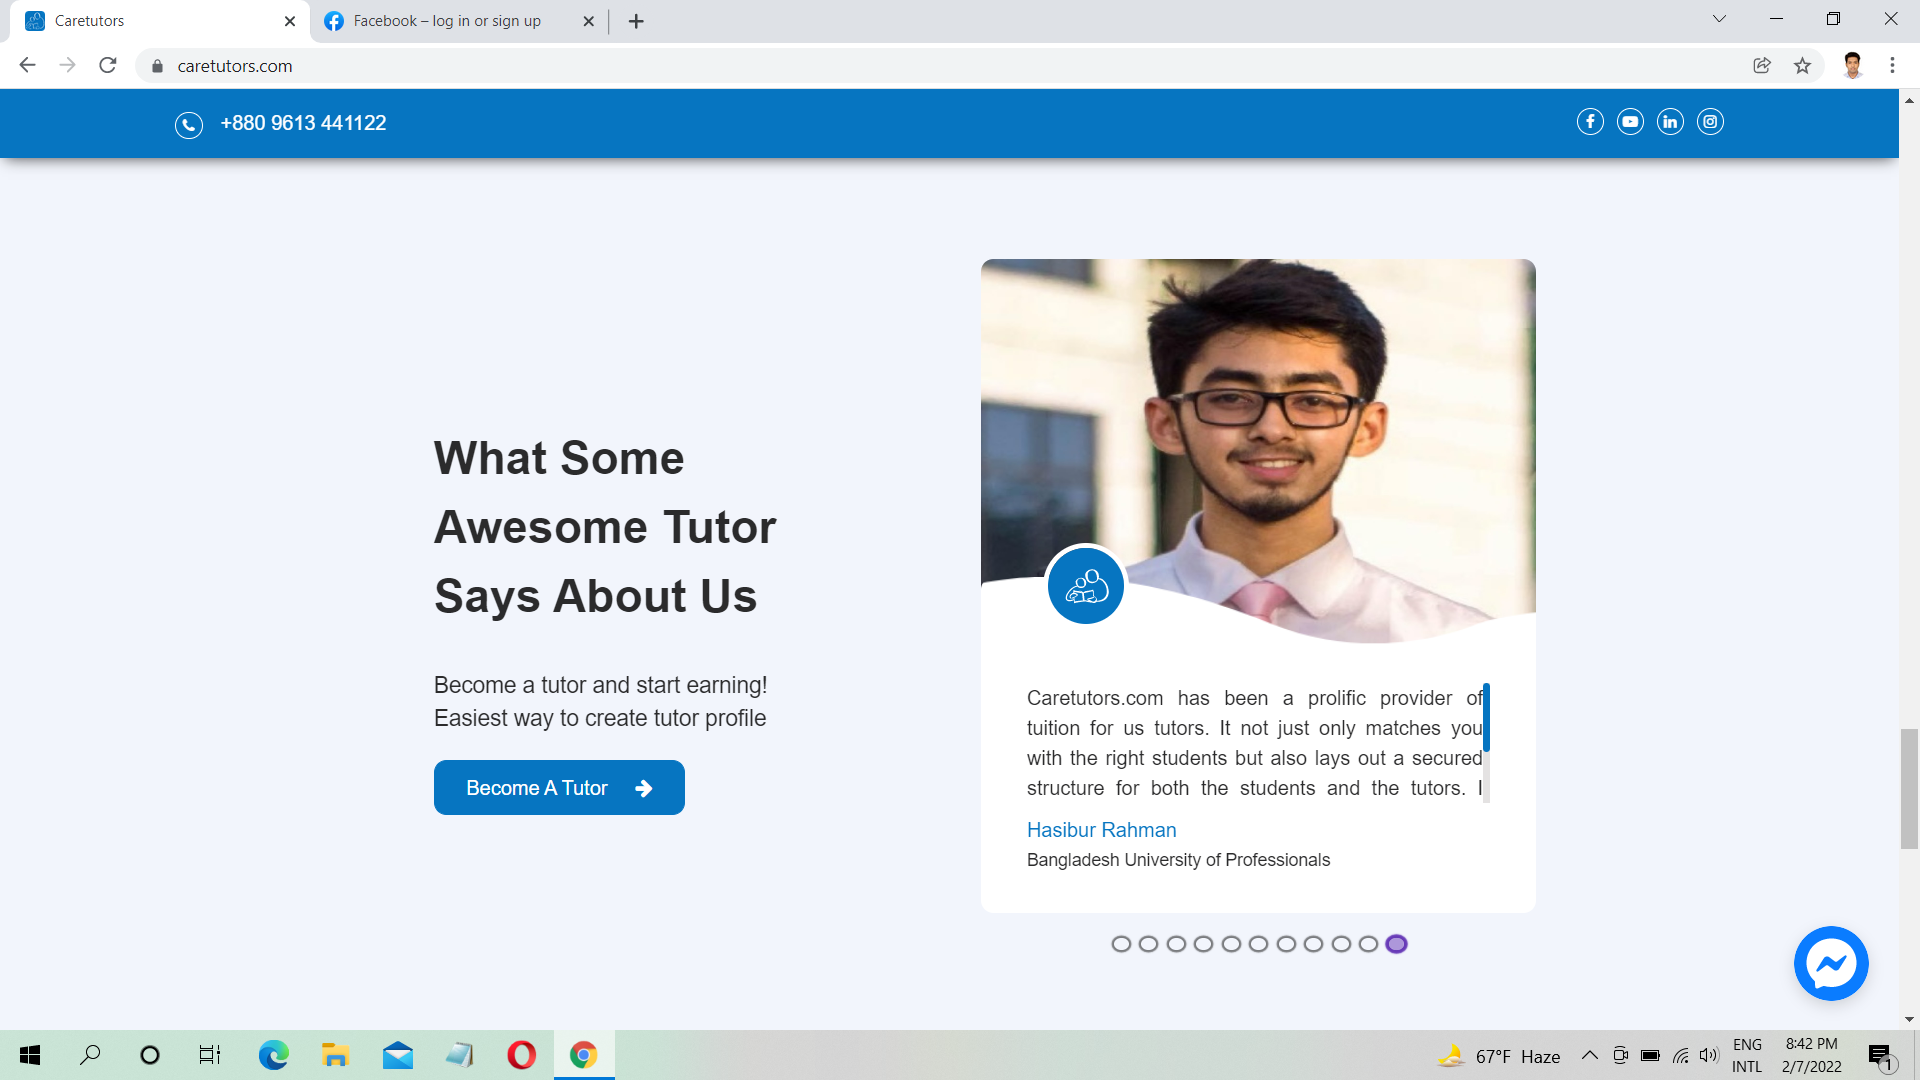 Caretutors
Facebook – log in or sign up
caretutors.com
+880 9613 441122
What Some
Awesome Tutor
Says About Us
Become a tutor and start earning!
Easiest way to create tutor profile
Become A Tutor
Caretutors.com has been a prolific provider of
tuition for us tutors. It not just only matches you
with the right students but also lays out a secured
structure for both the students and the tutors. I
Hasibur Rahman
Bangladesh University of Professionals
67°F Haze
ENG
INTL
8:42 PM
2/7/2022
1